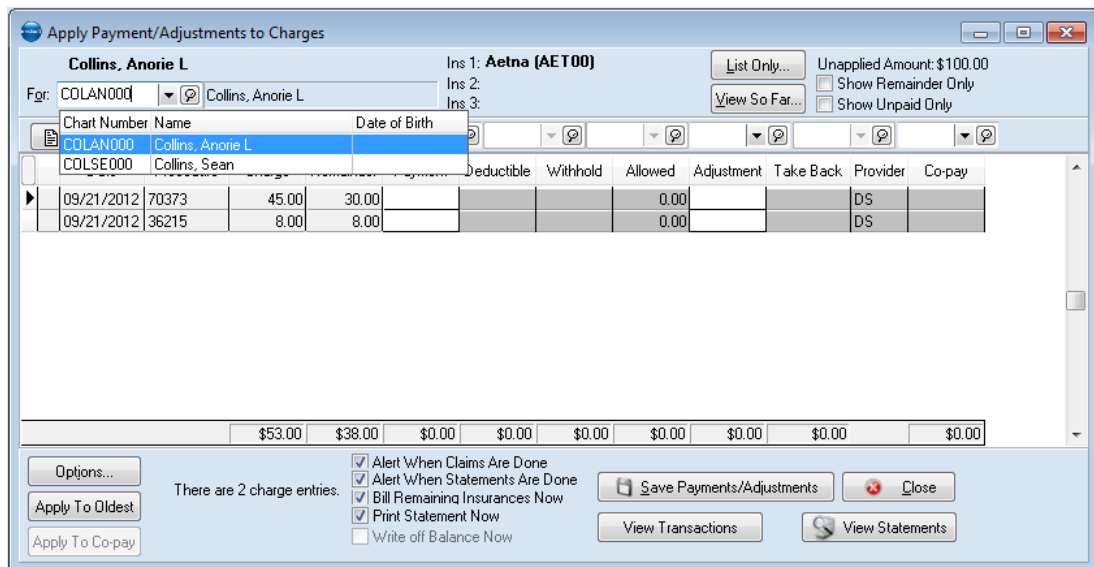 Apply Payment/Adjustments to Charges
Collins, Anorie L
Ins 1: Aetna (AET00)
List Only...
Unapplied Amount: $100.00
Ins 2:
Show Remainder Only
For: COLAN000 Collins, Anorie L
Ins 3:
View So Far...
Show Unpaid Only
Chart Number Name Date of Birth
COLAN000 Collins, Anorie L
COLSE000 Collins, Sean
Deductible Withhold Allowed Adjustment Take Back Provider Co-pay
09/21/2012 70373 45.00 30.00 0.00 DS
09/21/2012 36215 8.00 8.00 0.00 DS
$53.00 $38.00 $0.00 $0.00 $0.00 $0.00 $0.00 $0.00 $0.00
Options...
Apply To Oldest
Apply To Co-pay
There are 2 charge entries.
Alert When Claims Are Done
Alert When Statements Are Done
Bill Remaining Insurances Now
Print Statement Now
Write off Balance Now
Save Payments/Adjustments
Close
View Transactions
View Statements